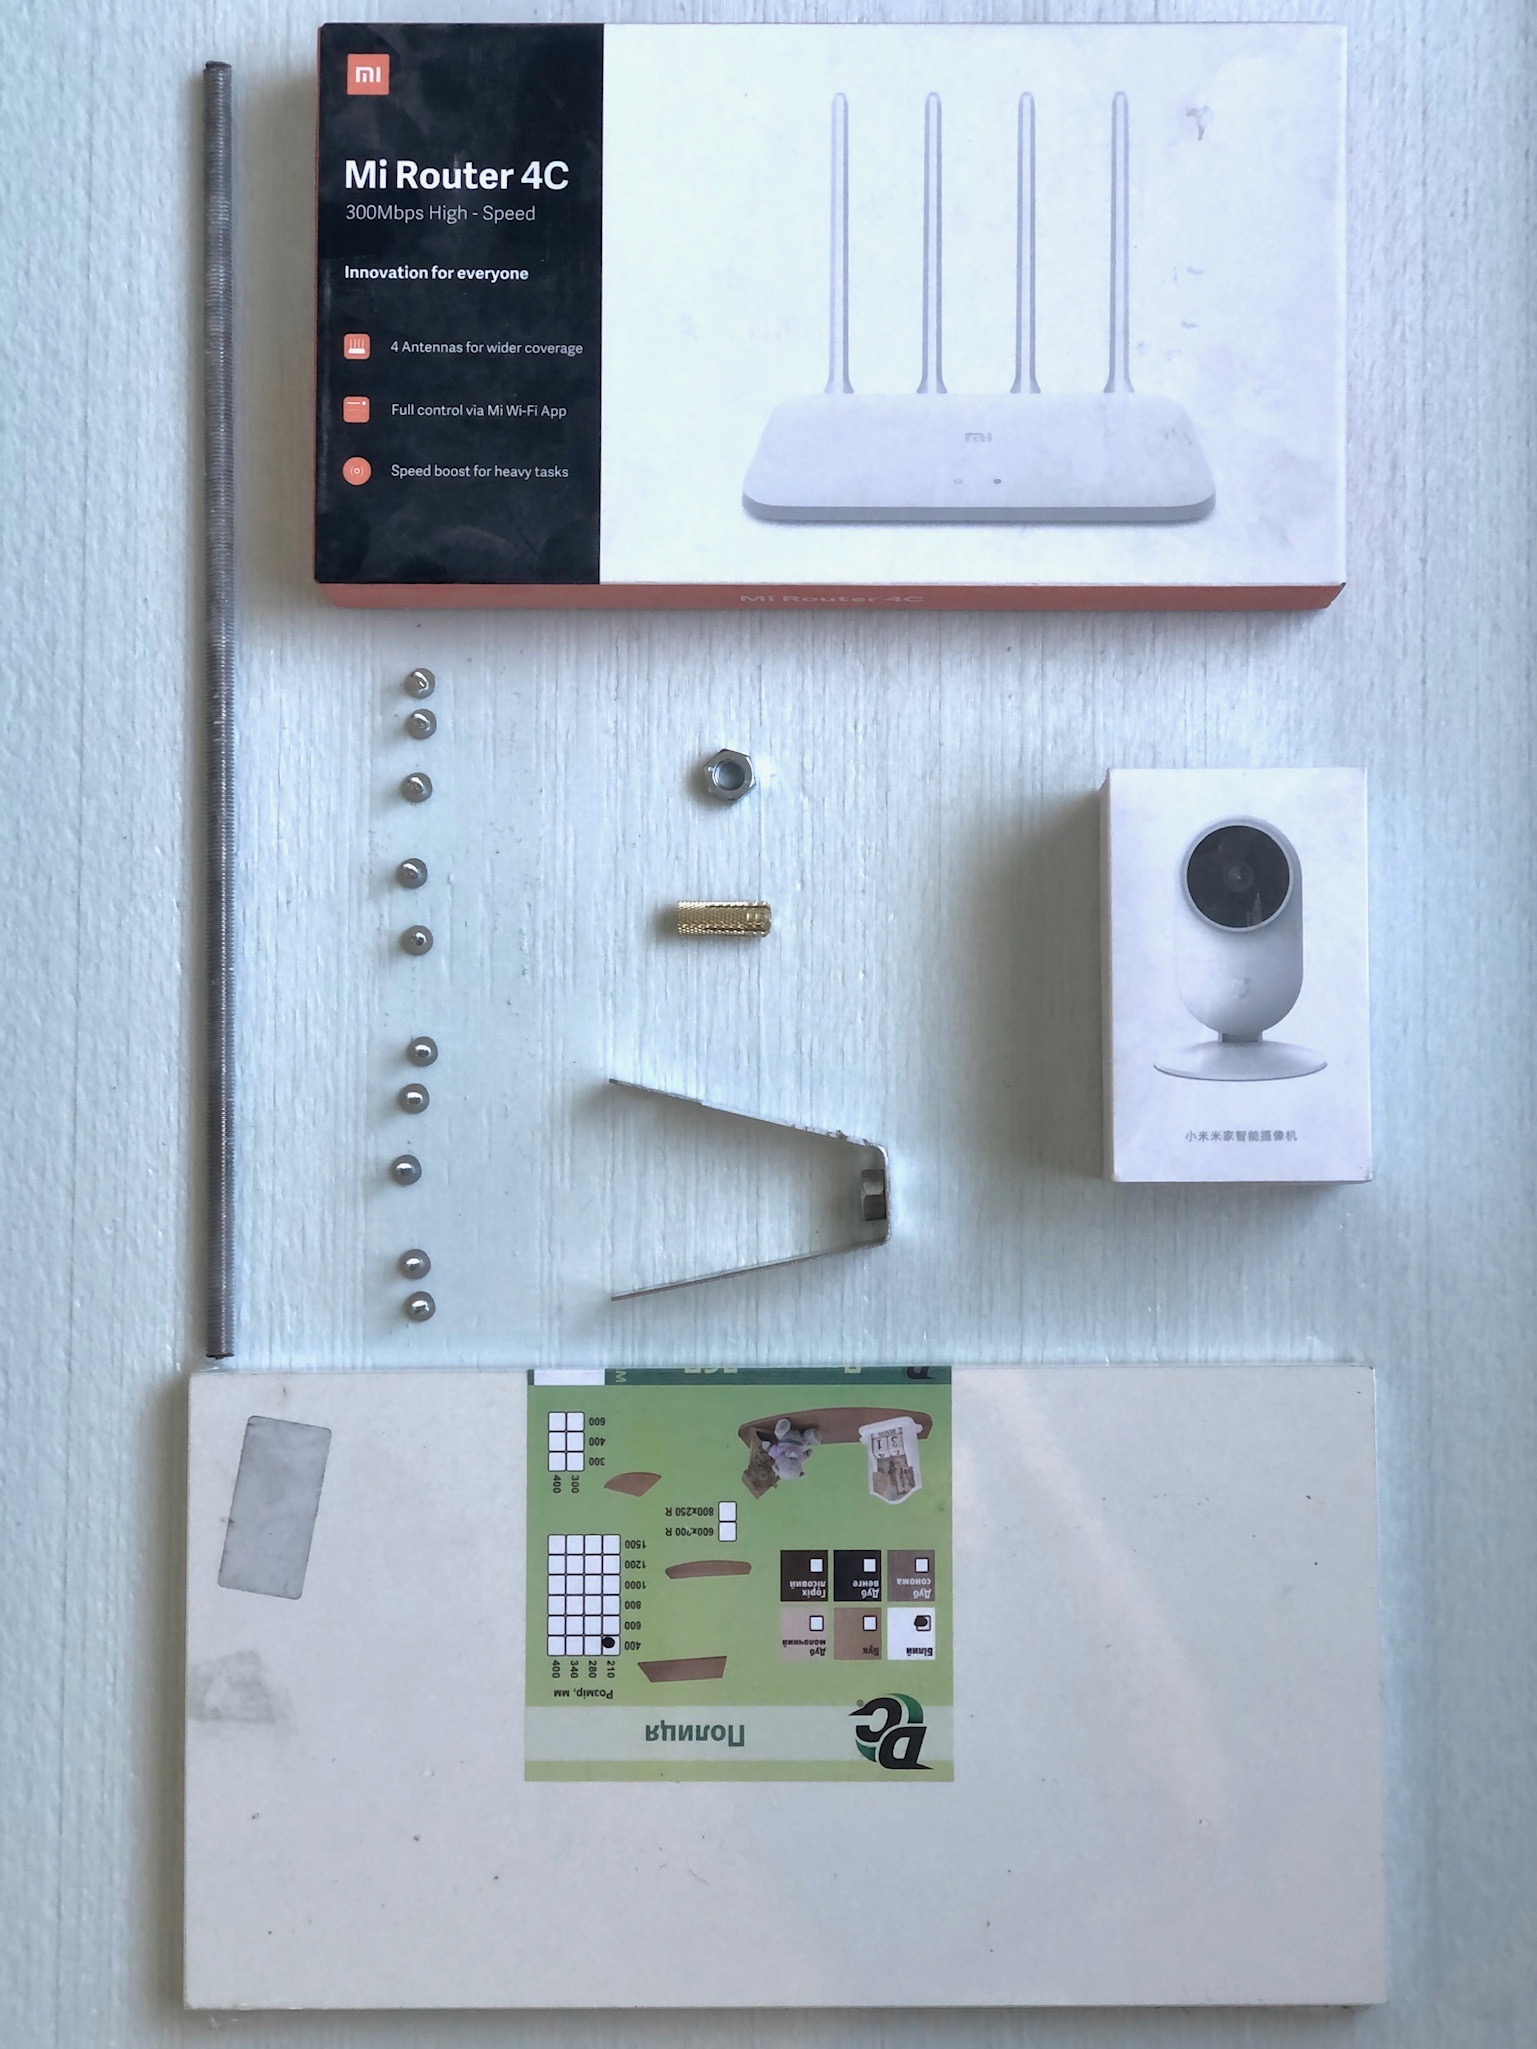 mi
Mi Router 4C
300Mbps High - Speed
Innovation for everyone
4 Antennas for wider coverage
Full control via Mi Wi-Fi App
Speed boost for heavy tasks
mi
Mi Router 4C
小米米家智能摄像机
DC®
Полиця
Розмір, мм
210 280 340 400
400
600
800
1000
1200
1500
Білий
Бук
Дуб молочний
Дуб сонома
Дуб венге
Горіх лісовий
800х250 R
300 400
300
400
600